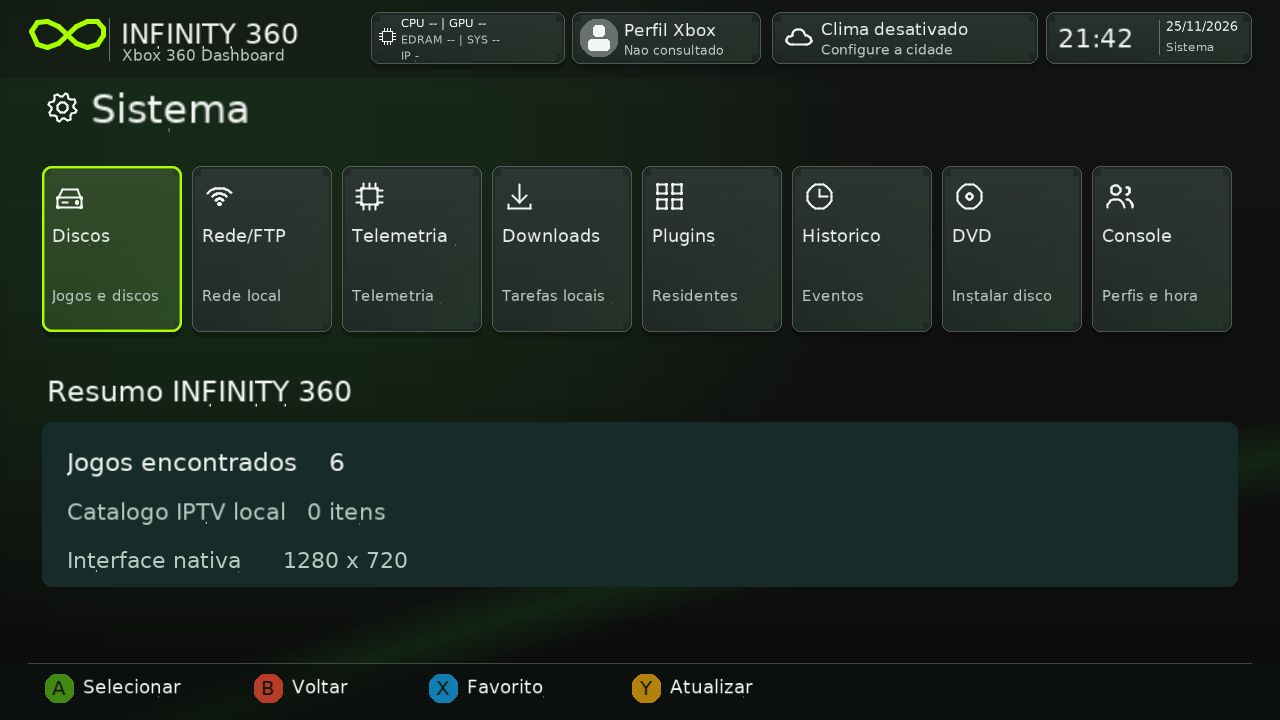 INFINITY 360
Xbox 360 Dashboard
CPU -- | GPU --
EDRAM -- | SYS --
IP -
Perfil Xbox
Nao consultado
Clima desativado
Configure a cidade
21:42
25/11/2026
Sistema
Sistema
Discos
Jogos e discos
Rede/FTP
Rede local
Telemetria
Telemetria
Downloads
Tarefas locais
Plugins
Residentes
Historico
Eventos
DVD
Instalar disco
Console
Perfis e hora
Resumo INFINITY 360
Jogos encontrados 6
Catalogo IPTV local 0 itens
Interface nativa 1280 x 720
A Selecionar
B Voltar
X Favorito
Y Atualizar